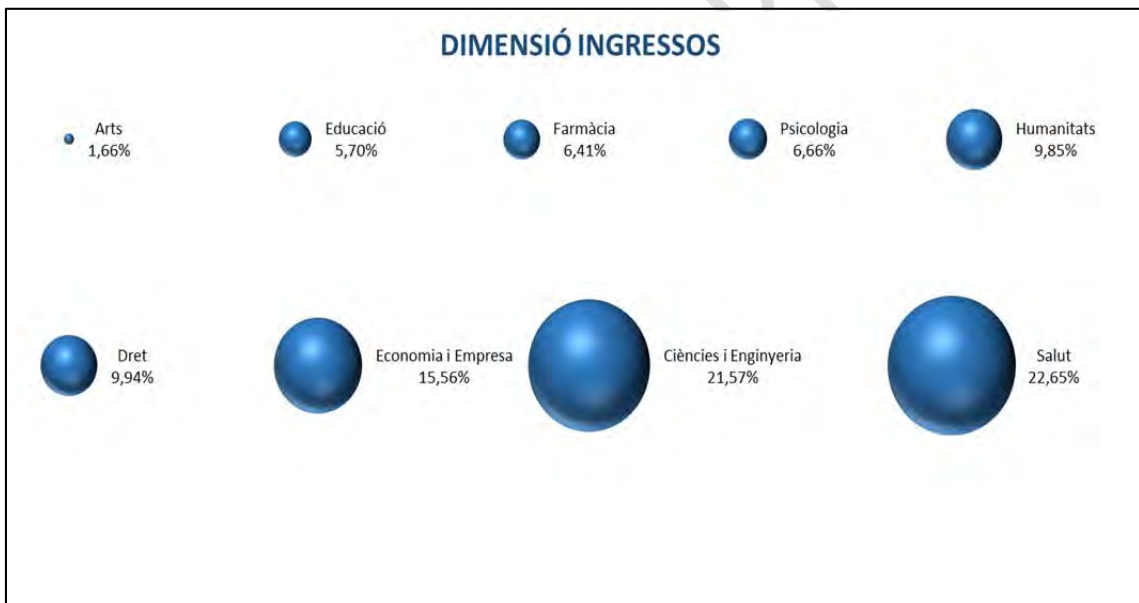 DIMENSIÓ INGRESSOS
Arts
1,66%
Educació
5,70%
Farmàcia
6,41%
Psicologia
6,66%
Humanitats
9,85%
Dret
9,94%
Economia i Empresa
15,56%
Ciències i Enginyeria
21,57%
Salut
22,65%